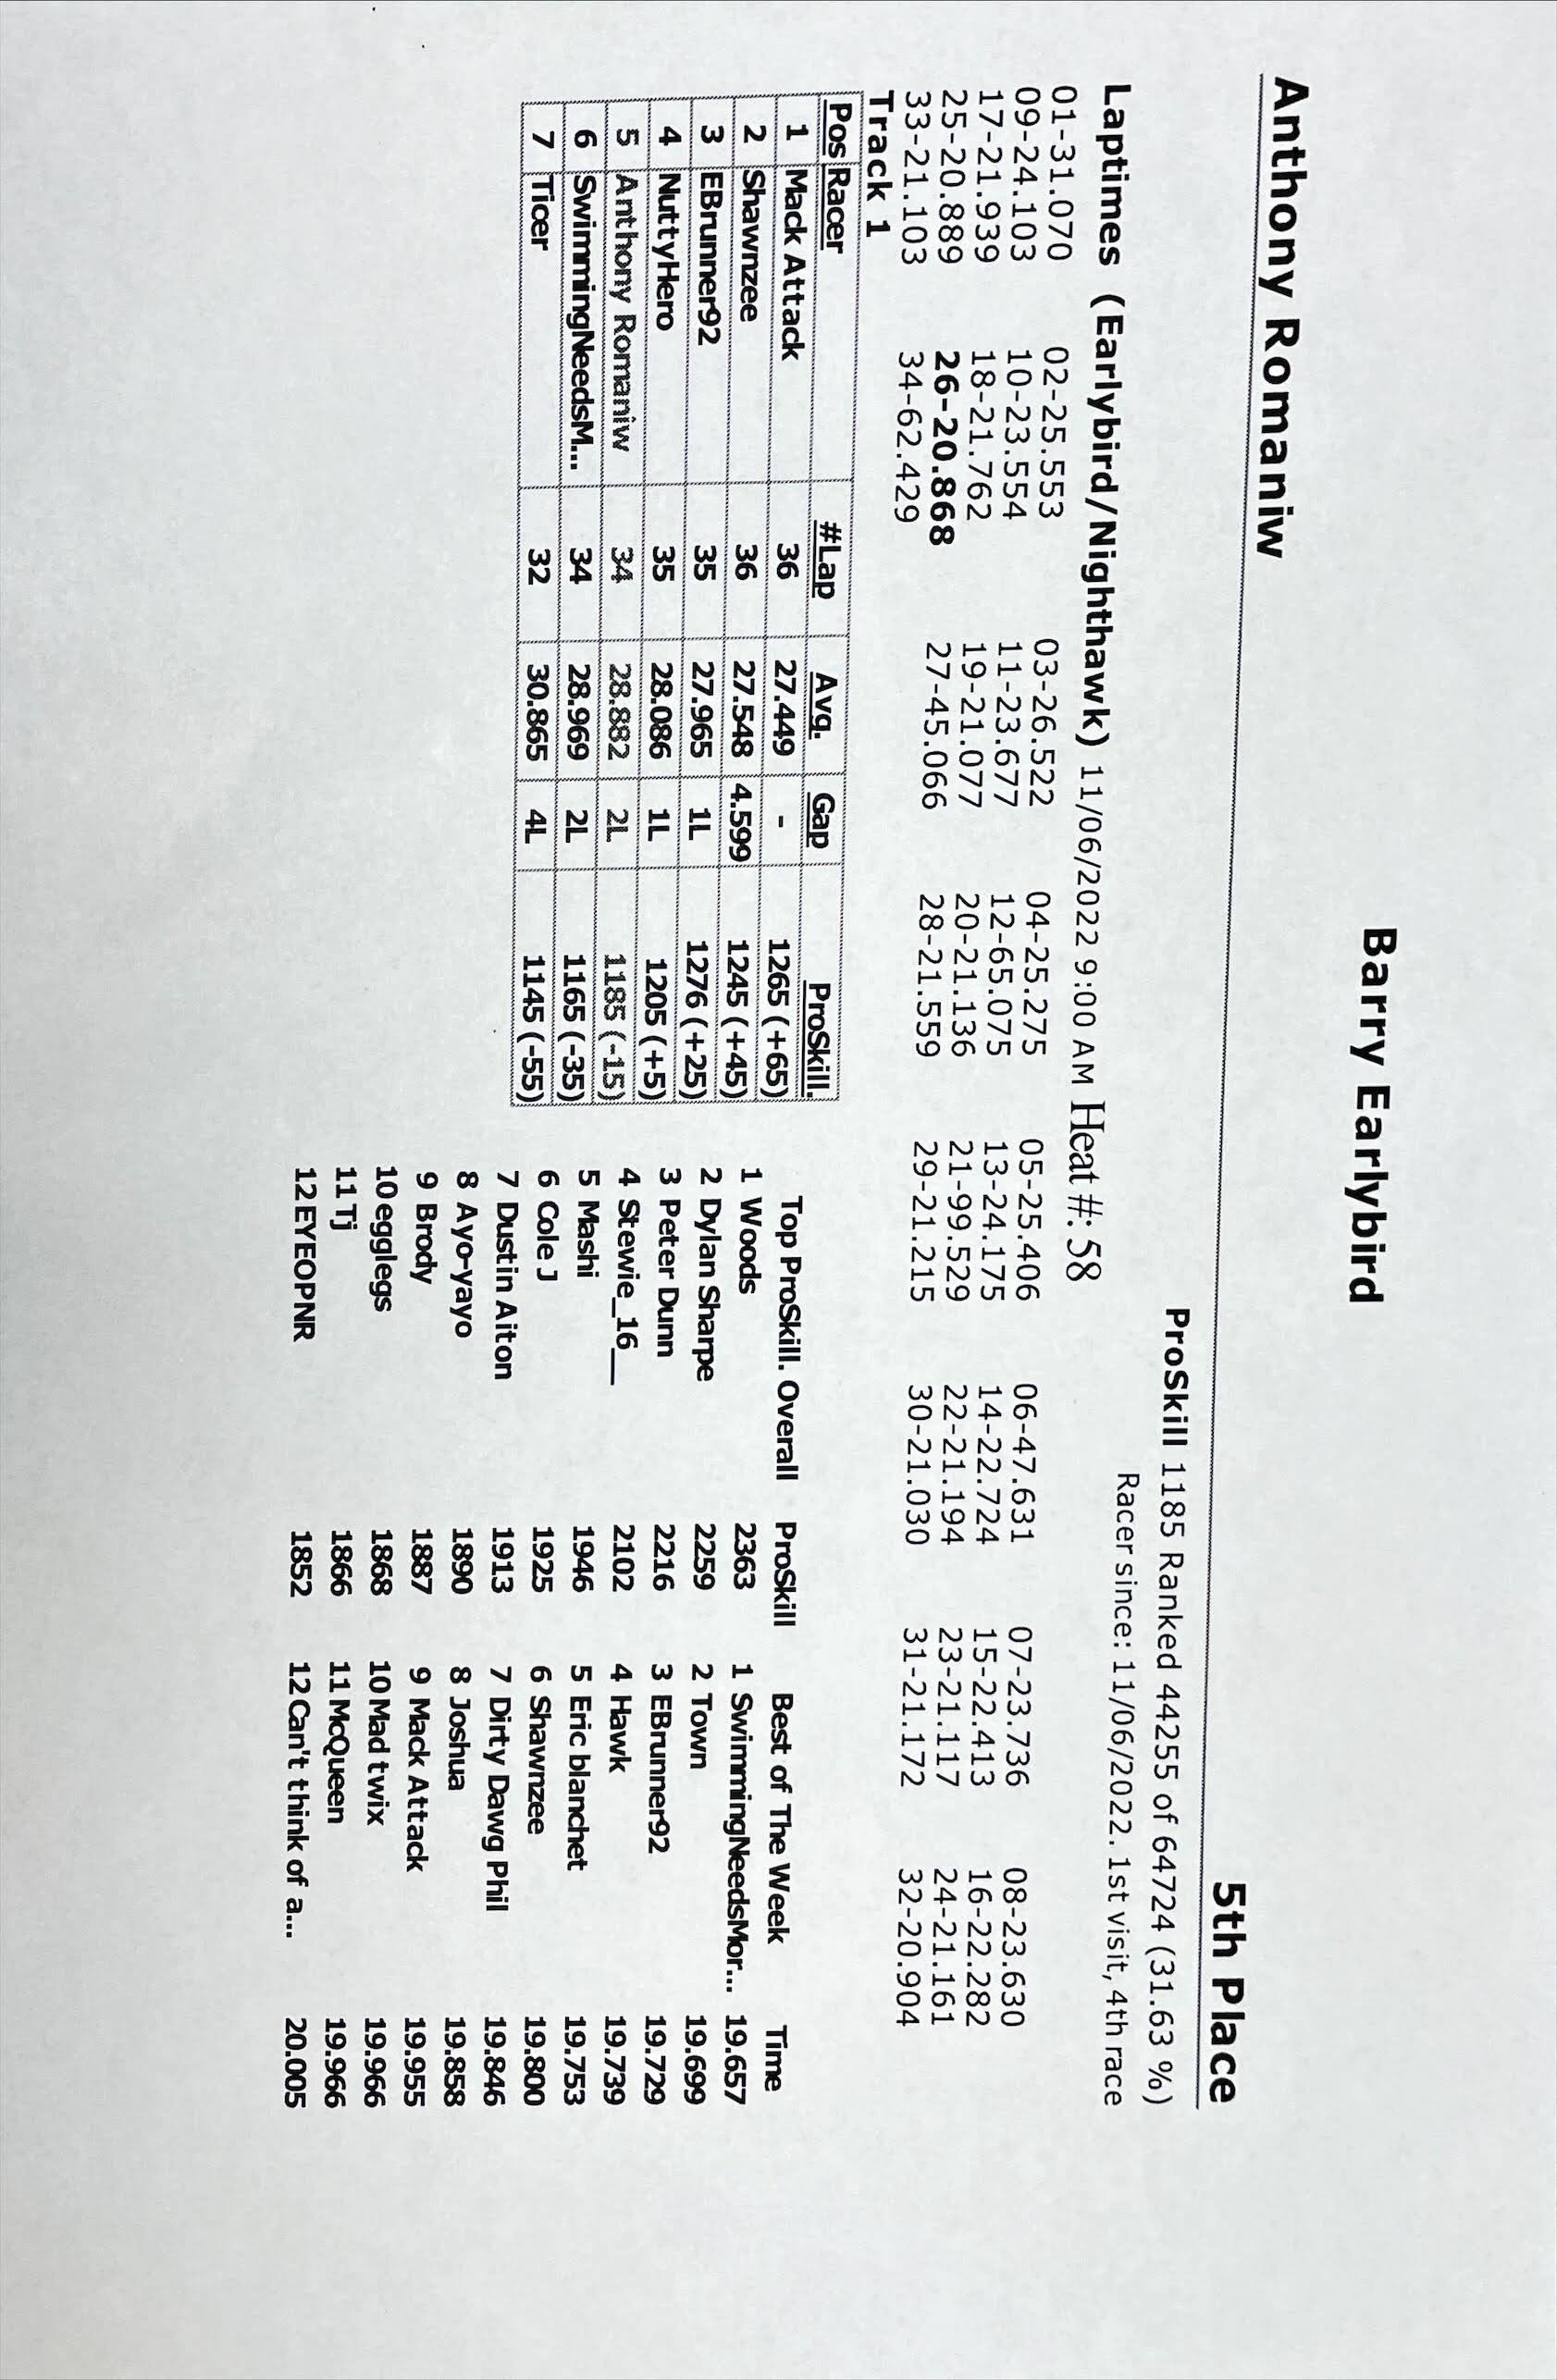 Barry Earlybird
Anthony Romaniw
5th Place
ProSkill 1185 Ranked 44255 of 64724 (31.63 %)
Racer since: 11/06/2022. 1st visit, 4th race
Laptimes (Earlybird/Nighthawk) 11/06/2022 9:00 AM Heat #: 58
01-31.070 02-25.553 03-26.522 04-25.275 05-25.406 06-47.631 07-23.736 08-23.630
09-24.103 10-23.554 11-23.677 12-65.075 13-24.175 14-22.724 15-22.413 16-22.282
17-21.939 18-21.762 19-21.077 20-21.136 21-99.529 22-21.194 23-21.117 24-21.161
25-20.889 26-20.868 27-45.066 28-21.559 29-21.215 30-21.030 31-21.172 32-20.904
33-21.103 34-62.429
Track 1
Pos Racer #Lap Avg. Gap ProSkill.
1 Mack Attack 36 27.449 - 1265 (+65)
2 Shawnzee 36 27.548 4.599 1245 (+45)
3 EBrunner92 35 27.965 1L 1276 (+25)
4 NuttyHero 35 28.086 1L 1205 (+5)
5 Anthony Romaniw 34 28.882 2L 1185 (-15)
6 SwimmingNeedsM... 34 28.969 2L 1165 (-35)
7 Ticer 32 30.865 4L 1145 (-55)
Top ProSkill. Overall ProSkill
1 Woods 2363
2 Dylan Sharpe 2259
3 Peter Dunn 2216
4 Stewie_16__ 2102
5 Mashi 1946
6 Cole J 1925
7 Dustin Aiton 1913
8 Ayo-yayo 1890
9 Brody 1887
10 egglegs 1868
11 Tj 1866
12 EYEOPNR 1852
Best of The Week Time
1 SwimmingNeedsMor... 19.657
2 Town 19.699
3 EBrunner92 19.729
4 Hawk 19.739
5 Eric blanchet 19.753
6 Shawnzee 19.800
7 Dirty Dawg Phil 19.846
8 Joshua 19.858
9 Mack Attack 19.955
10 Mad twix 19.966
11 McQueen 19.966
12 Can't think of a... 20.005